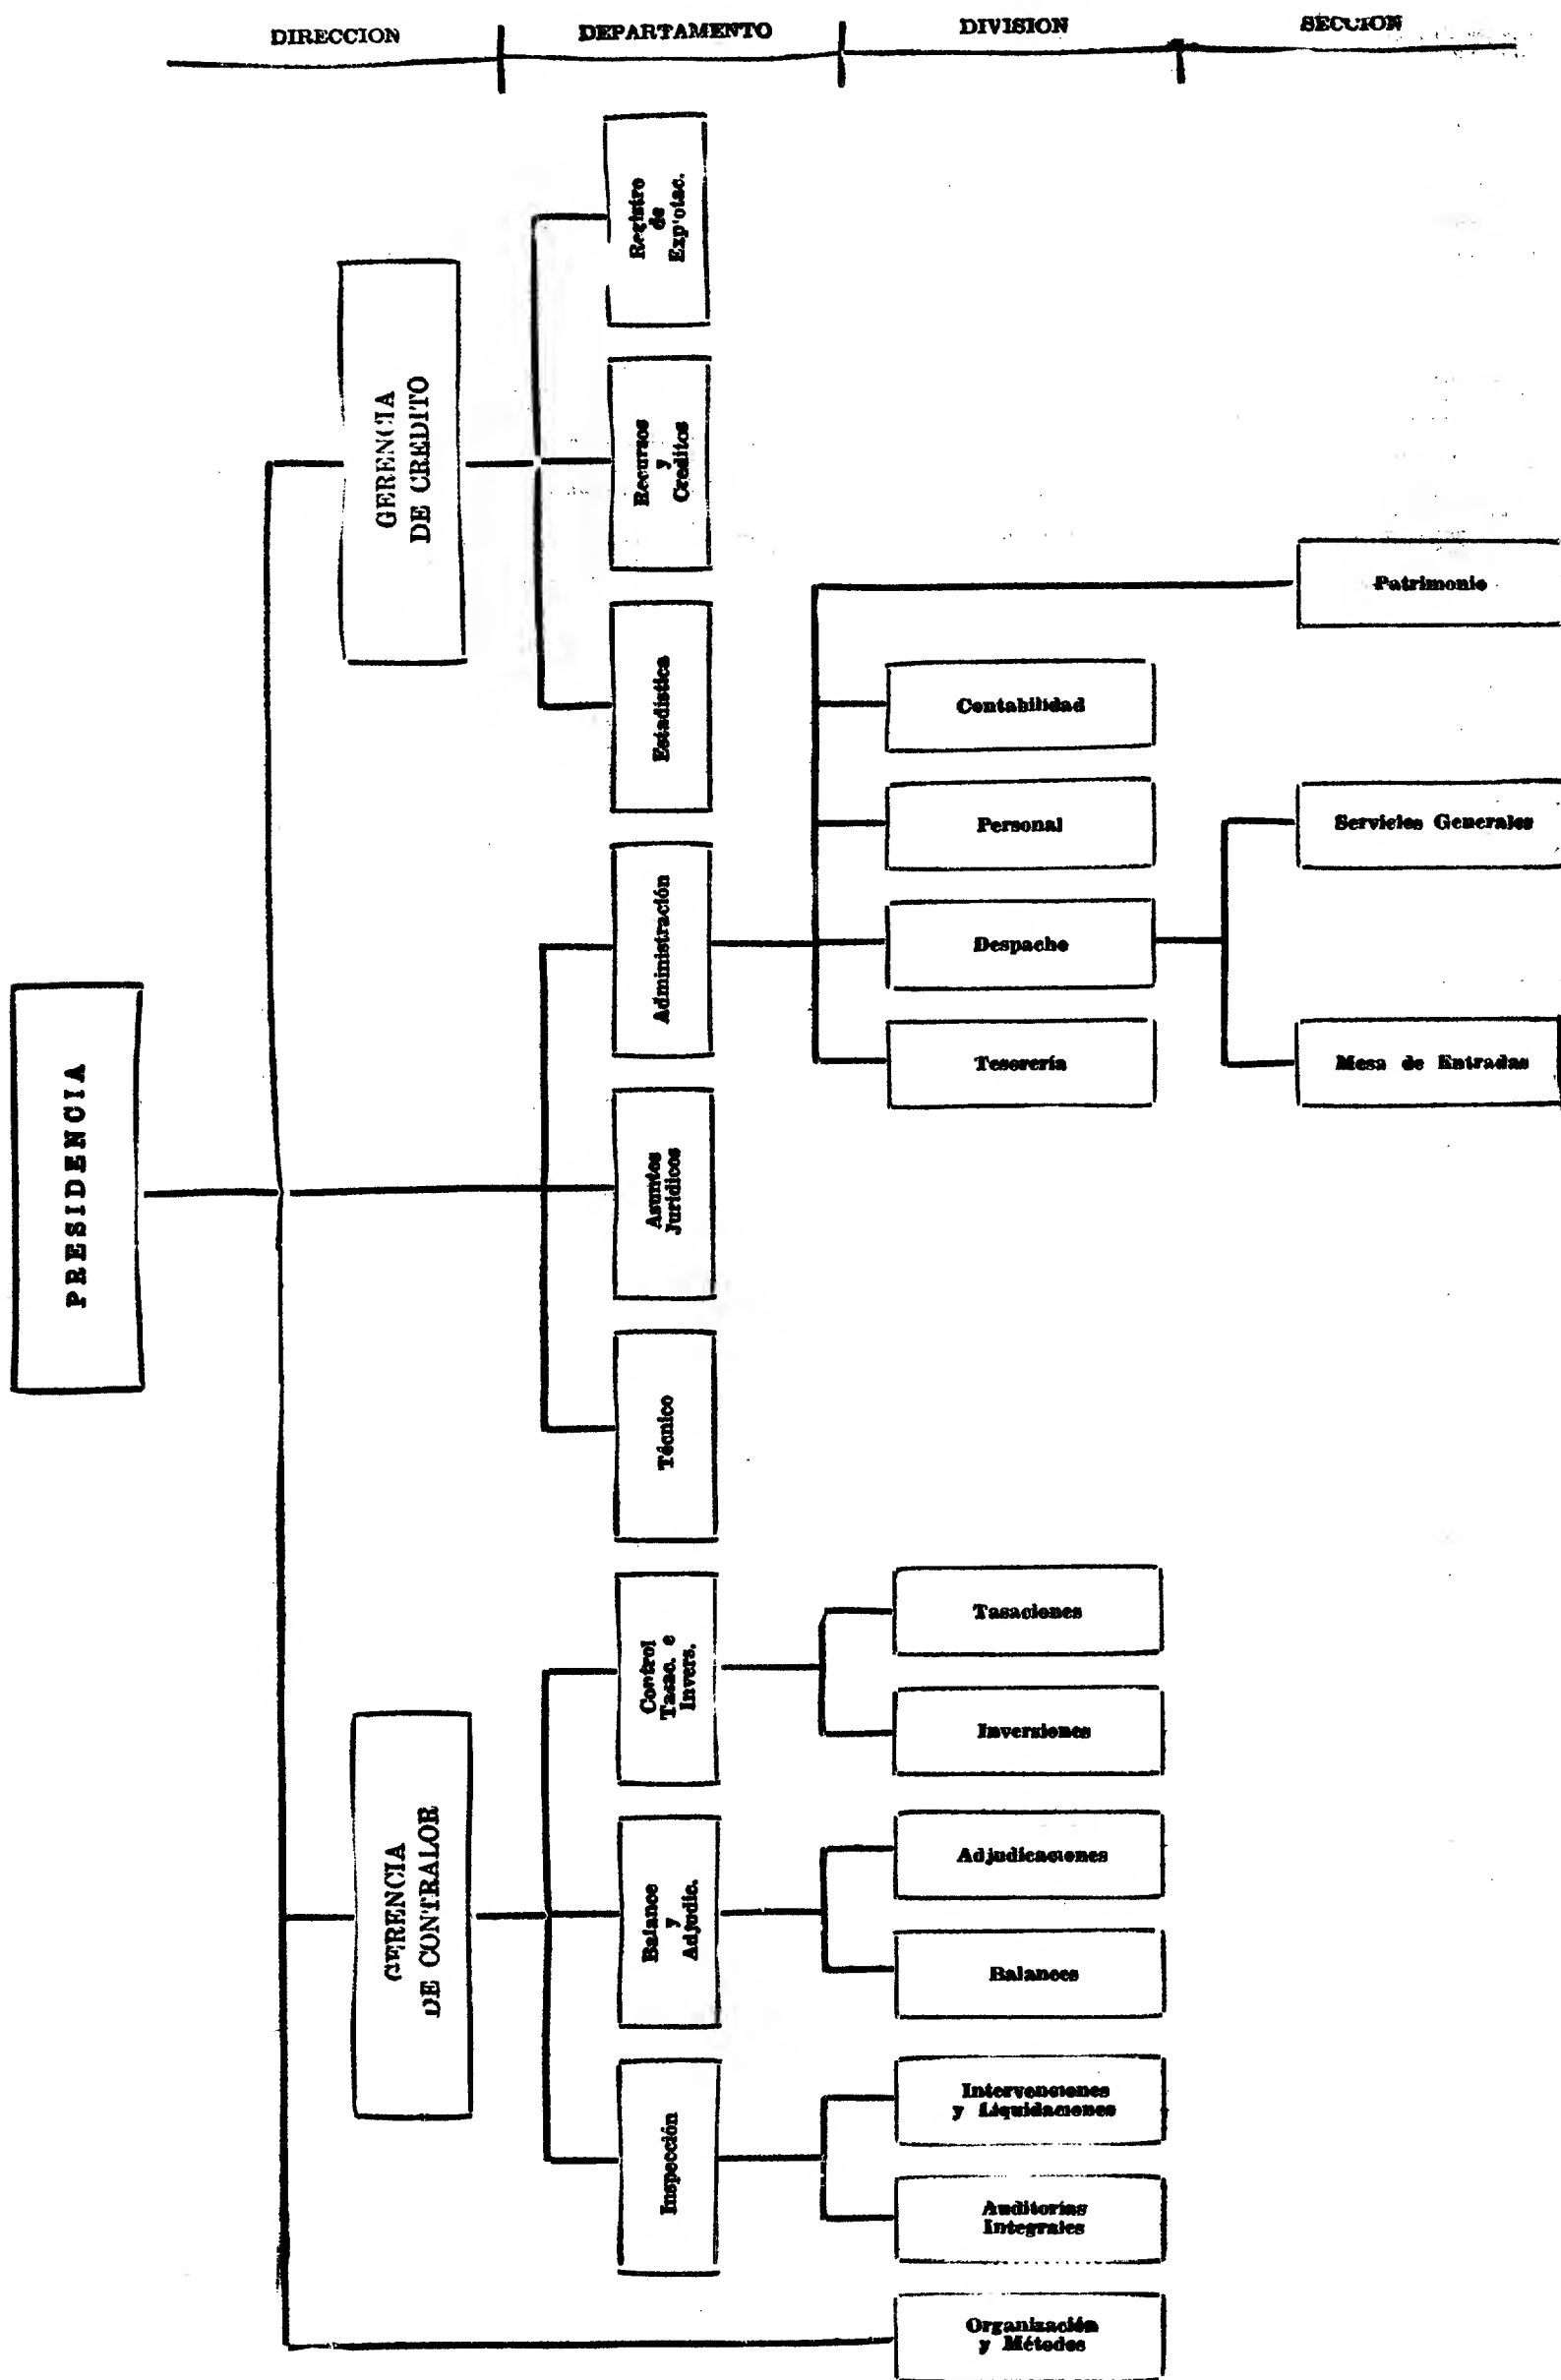 DIRECCION
DEPARTAMENTO
DIVISION
SECCION
PRESIDENCIA
GERENCIA
DE CREDITO
Registro
de
Exp'otac.
Recursos
y
Creditos
Estadística
Administración
Patrimonio
Contabilidad
Personal
Despacho
Tesorería
Servicios Generales
Mesa de Entradas
Asuntos
Jurídicos
Técnico
GERENCIA
DE CONTRALOR
Control
Tasac. e
Invers.
Tasaciones
Inversiones
Balance
y
Adjudic.
Adjudicaciones
Balances
Inspección
Intervenciones
y Liquidaciones
Auditorías
Integrales
Organización
y Métodos